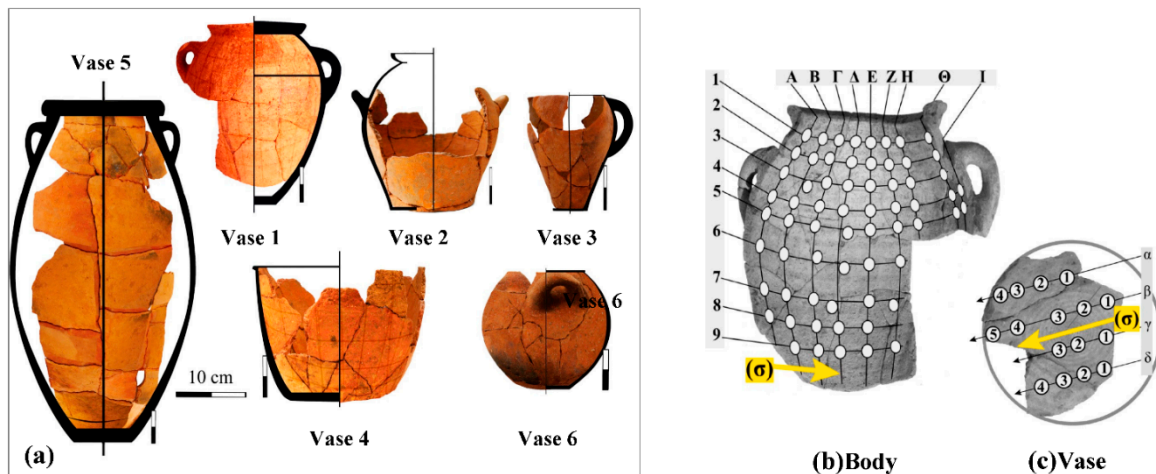 Vase 5
Vase 1
Vase 2
Vase 3
10 cm
Vase 4
Vase 6
Vase 6
(a)
Α Β Γ Δ Ε Ζ Η Θ Ι
1
2
3
4
5
6
7
8
9
(σ)
(b)Body
4 3 2 1 α
5 4 3 2 1 β
(σ)
3 2 1 γ
4 3 2 1 δ
(c)Vase